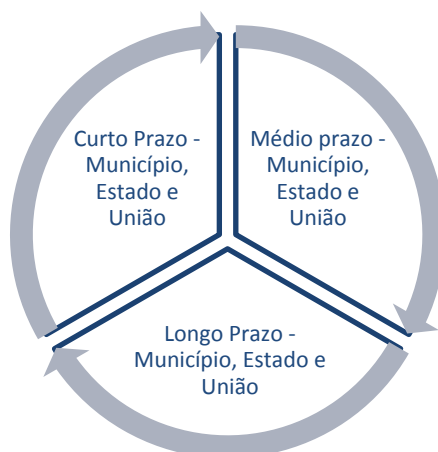 Curto Prazo -
Município,
Estado e
União
Médio prazo -
Município,
Estado e
União
Longo Prazo -
Município, Estado e
União